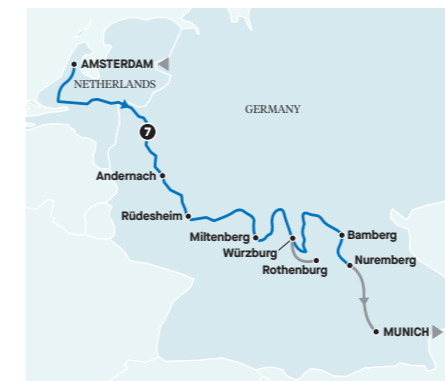 AMSTERDAM
NETHERLANDS
GERMANY
7
Andernach
Rüdesheim
Miltenberg
Würzburg
Rothenburg
Bamberg
Nuremberg
MUNICH